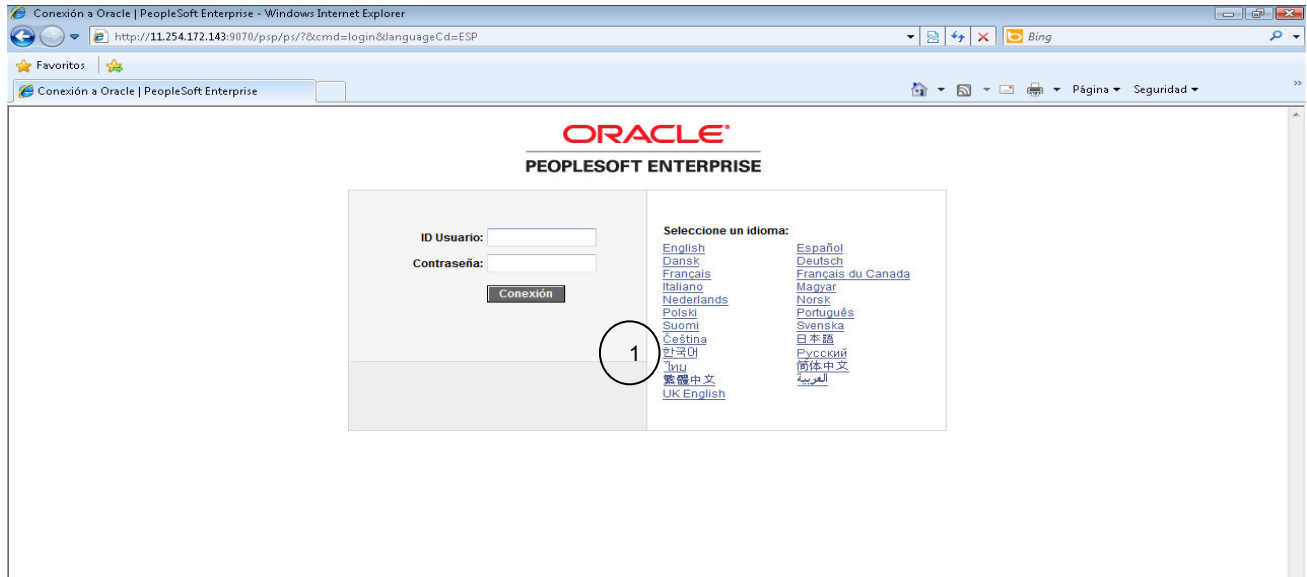 Conexión a Oracle | PeopleSoft Enterprise - Windows Internet Explorer
http://11.254.172.143:9070/psp/ps/?&cmd=login&languageCd=ESP
Bing
Favoritos
Conexión a Oracle | PeopleSoft Enterprise
Página
Seguridad
ORACLE
PEOPLESOFT ENTERPRISE
ID Usuario:
Contraseña:
Conexión
1
Seleccione un idioma:
English Español
Dansk Deutsch
Français Français du Canada
Italiano Magyar
Nederlands Norsk
Polski Português
Suomi Svenska
Čeština 日本語
한국어 Русский
ไทย 简体中文
繁體中文 العربية
UK English